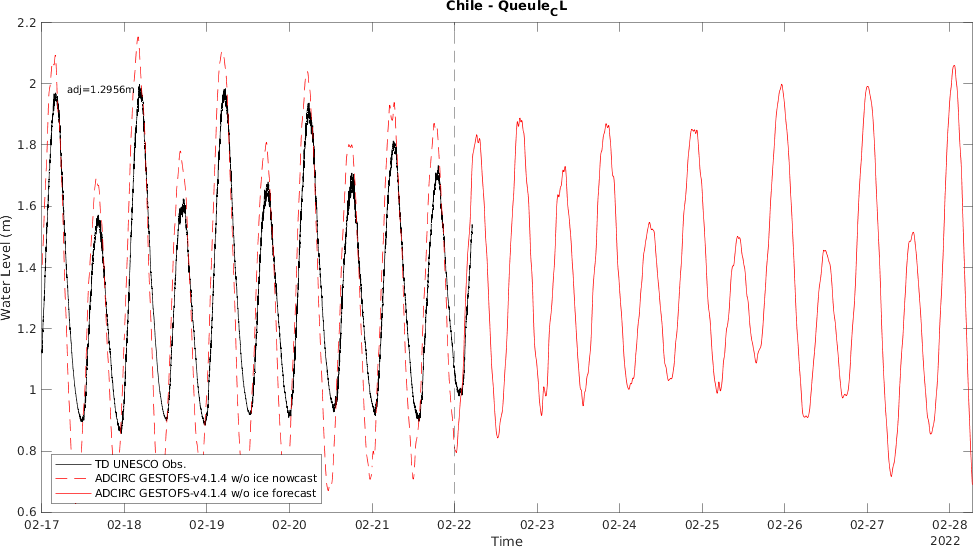 Chile - Queule_CL
2.2
2
1.8
1.6
1.4
1.2
1
0.8
0.6
Water Level (m)
adj=1.2956m
TD UNESCO Obs.
ADCIRC GESTOFS-v4.1.4 w/o ice nowcast
ADCIRC GESTOFS-v4.1.4 w/o ice forecast
02-17 02-18 02-19 02-20 02-21 02-22 02-23 02-24 02-25 02-26 02-27 02-28
Time 2022